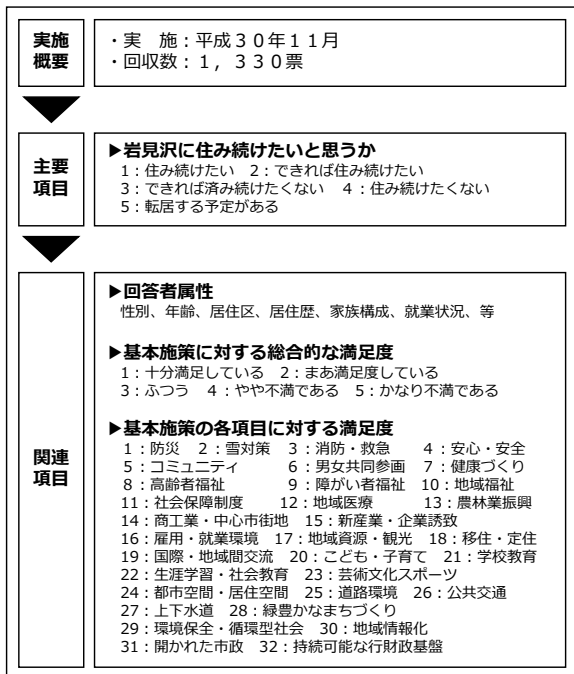 実施
概要
・実　施：平成３０年１１月
・回収数：１，３３０票
主要
項目
▶岩見沢に住み続けたいと思うか
1：住み続けたい　2：できれば住み続けたい
3：できれば済み続けたくない　4：住み続けたくない
5：転居する予定がある
関連
項目
▶回答者属性
性別、年齢、居住区、居住歴、家族構成、就業状況、等
▶基本施策に対する総合的な満足度
1：十分満足している　2：まあ満足度している
3：ふつう　4：やや不満である　5：かなり不満である
▶基本施策の各項目に対する満足度
1：防災　2：雪対策　3：消防・救急　4：安心・安全
5：コミュニティ　6：男女共同参画　7：健康づくり
8：高齢者福祉　9：障がい者福祉　10：地域福祉
11：社会保障制度　12：地域医療　13：農林業振興
14：商工業・中心市街地　15：新産業・企業誘致
16：雇用・就業環境　17：地域資源・観光　18：移住・定住
19：国際・地域間交流　20：こども・子育て　21：学校教育
22：生涯学習・社会教育　23：芸術文化スポーツ
24：都市空間・居住空間　25：道路環境　26：公共交通
27：上下水道　28：緑豊かなまちづくり
29：環境保全・循環型社会　30：地域情報化
31：開かれた市政　32：持続可能な行財政基盤